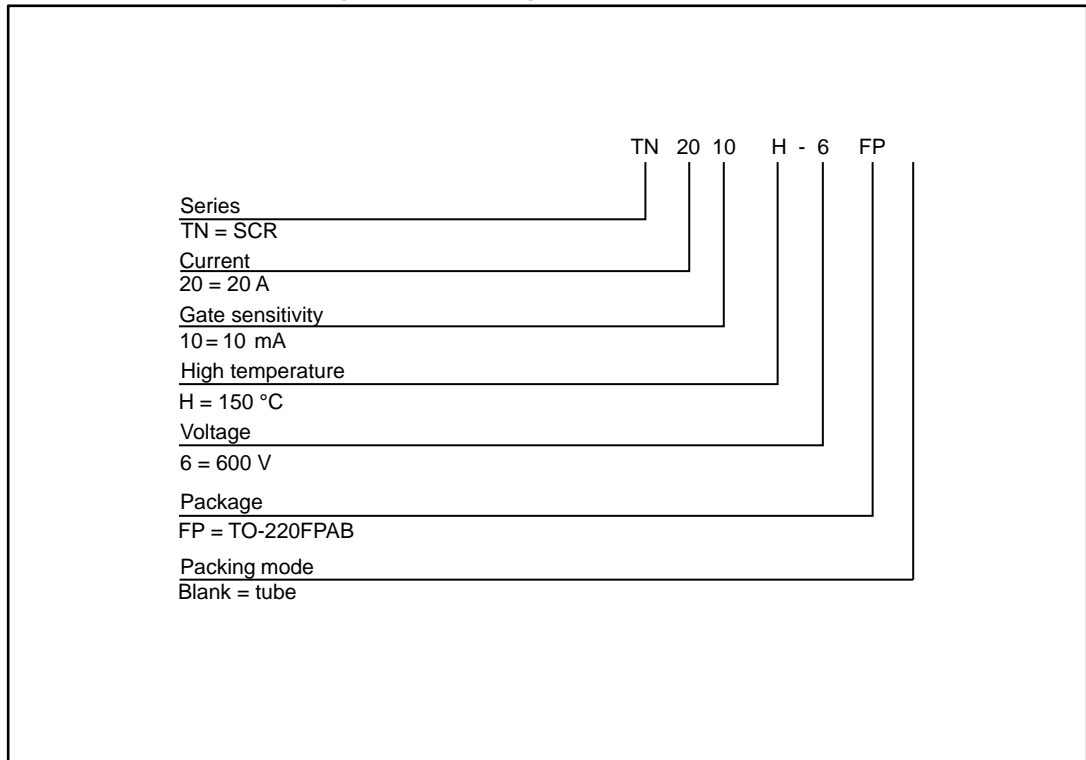 TN 20 10 H - 6 FP
Series
TN = SCR
Current
20 = 20 A
Gate sensitivity
10 = 10 mA
High temperature
H = 150 °C
Voltage
6 = 600 V
Package
FP = TO-220FPAB
Packing mode
Blank = tube